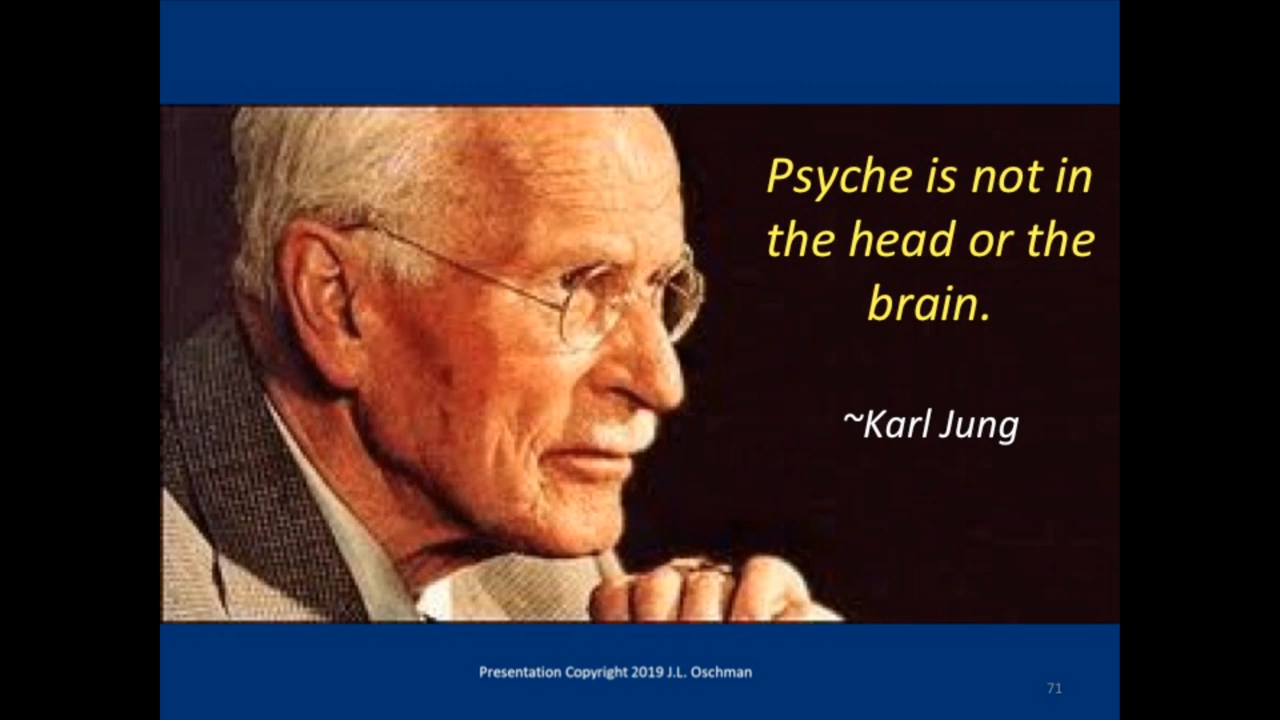 Psyche is not in
the head or the
brain.
~Karl Jung
Presentation Copyright 2019 J.L. Oschman
71